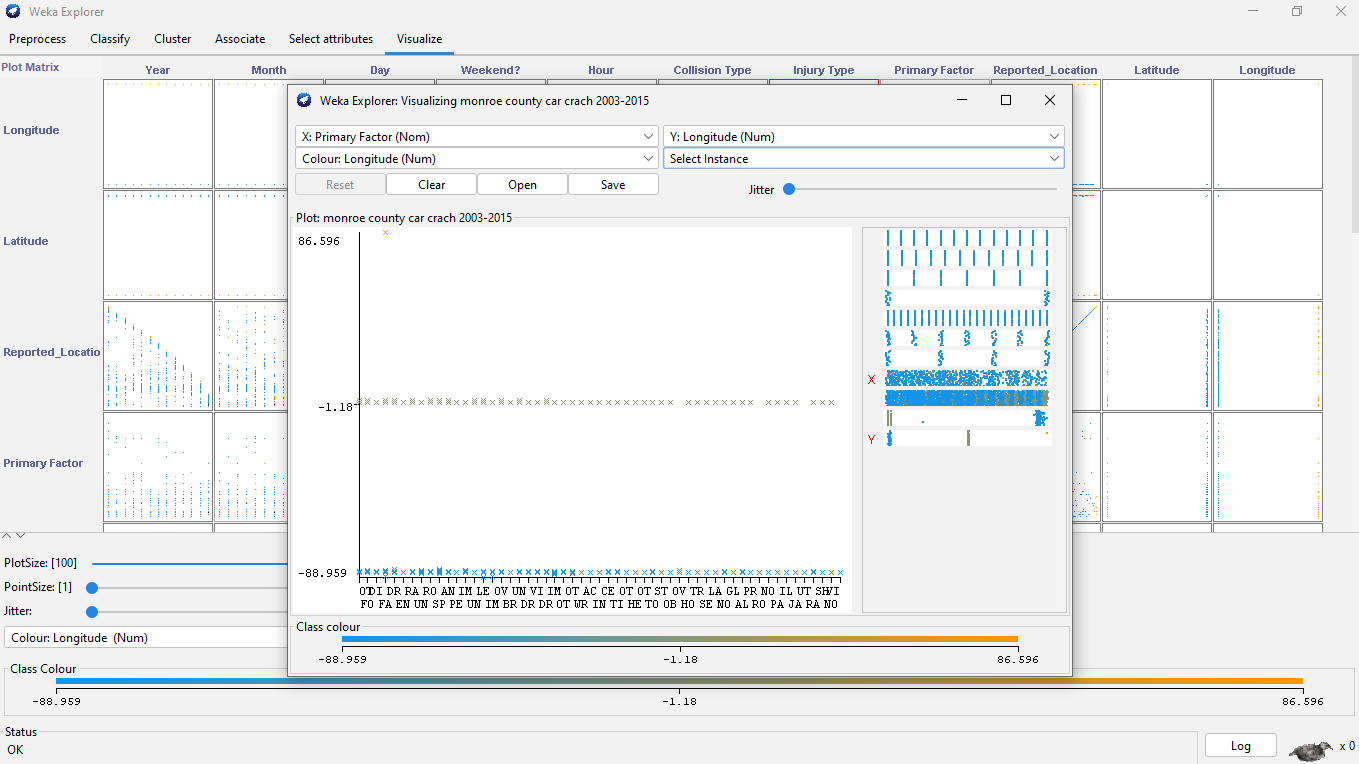 Weka Explorer
Preprocess Classify Cluster Associate Select attributes Visualize
Plot Matrix Year Month Day Weekend? Hour Collision Type Injury Type Primary Factor Reported_Location Latitude Longitude
Longitude
Latitude
Reported_Locatio
Primary Factor
Weka Explorer: Visualizing monroe county car crach 2003-2015
X: Primary Factor (Nom) Y: Longitude (Num)
Colour: Longitude (Num) Select Instance
Reset Clear Open Save Jitter
Plot: monroe county car crach 2003-2015
86.596
X
-1.18
Y
-88.959
OT DI DR RA RO AN IM LE OV UN VI IM OT AC CE OT OT ST OV TR LA GL PR NO IL UT SH VI
FO FA EN UN SP PE UN IM BR DR DR OT WR IN TI HE TO OB HO SE NO AL RO PA JA RA NO
Class colour
-88.959 -1.18 86.596
PlotSize: [100]
PointSize: [1]
Jitter:
Colour: Longitude (Num)
Class Colour
-88.959 -1.18 86.596
Status
OK
Log x 0